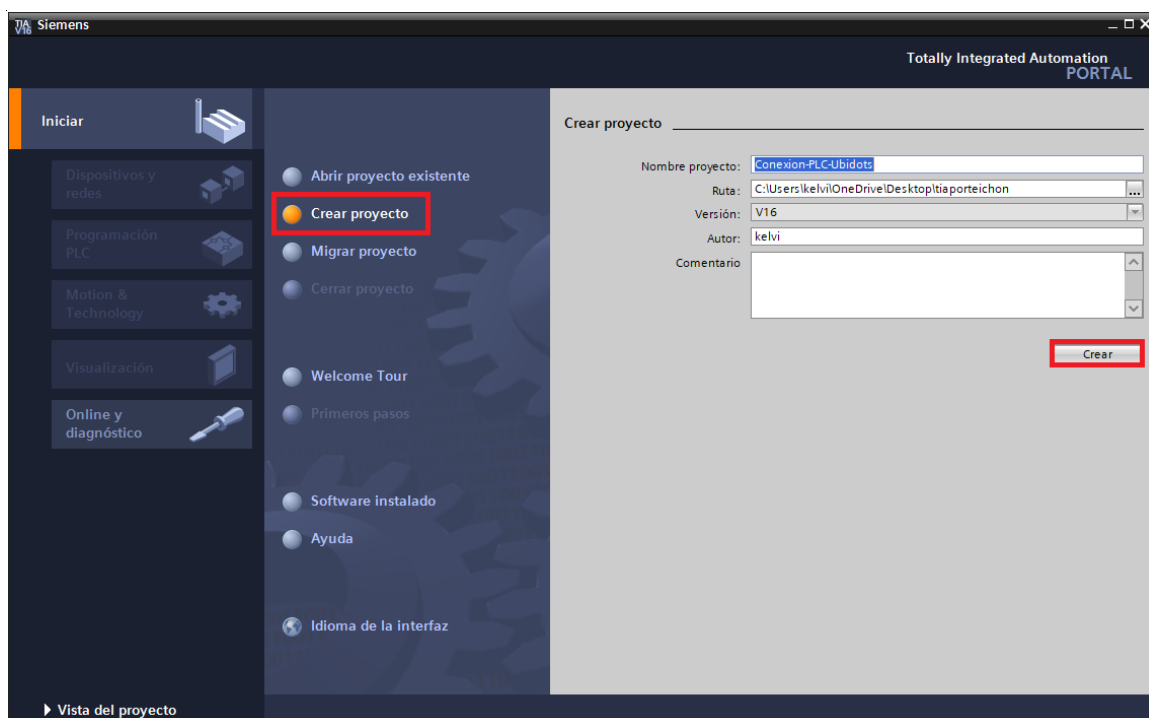 TIA V16 Siemens
Totally Integrated Automation
PORTAL
Iniciar
Dispositivos y
redes
Programación
PLC
Motion &
Technology
Visualización
Online y
diagnóstico
Vista del proyecto
Abrir proyecto existente
Crear proyecto
Migrar proyecto
Cerrar proyecto
Welcome Tour
Primeros pasos
Software instalado
Ayuda
Idioma de la interfaz
Crear proyecto
Nombre proyecto: Conexion-PLC-Ubidots
Ruta: C:\Users\kelvi\OneDrive\Desktop\tiaporteichon ...
Versión: V16
Autor: kelvi
Comentario
Crear